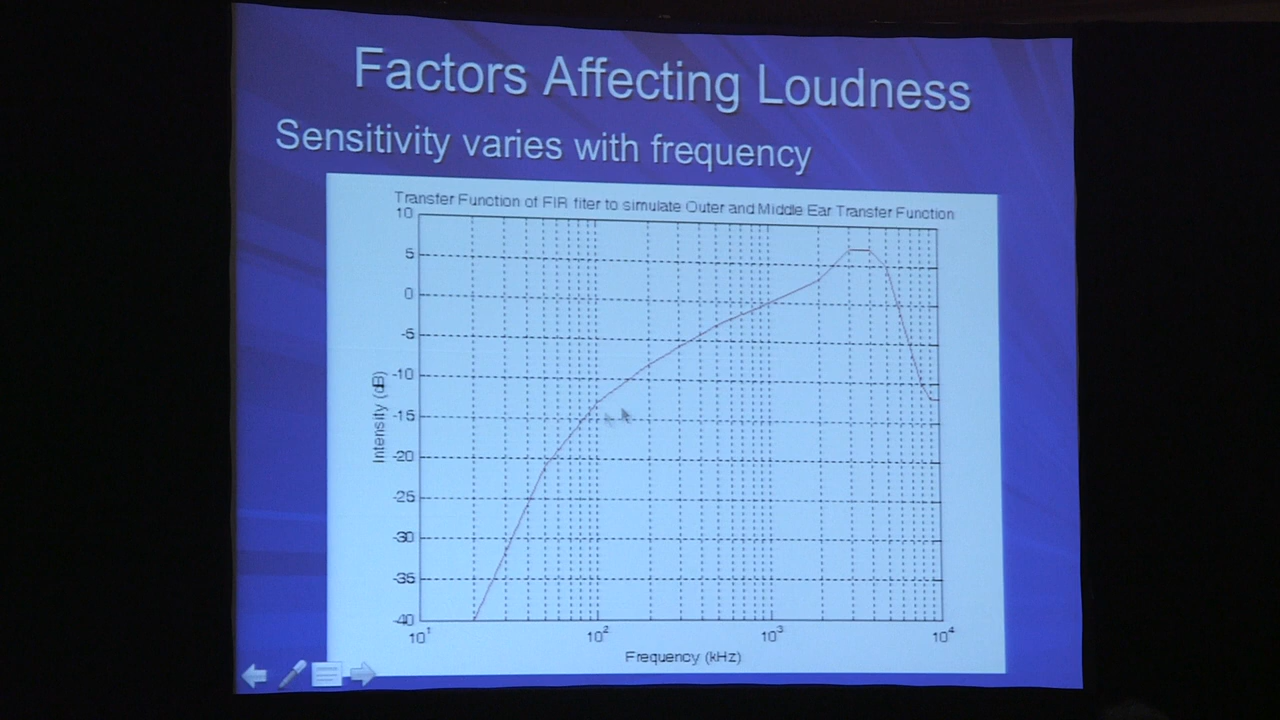 Factors Affecting Loudness
Sensitivity varies with frequency
Transfer Function of FIR filter to simulate Outer and Middle Ear Transfer Function
10
5
0
-5
-10
-15
-20
-25
-30
-35
-40
Intensity (dB)
10¹ 10² 10³ 10⁴
Frequency (kHz)